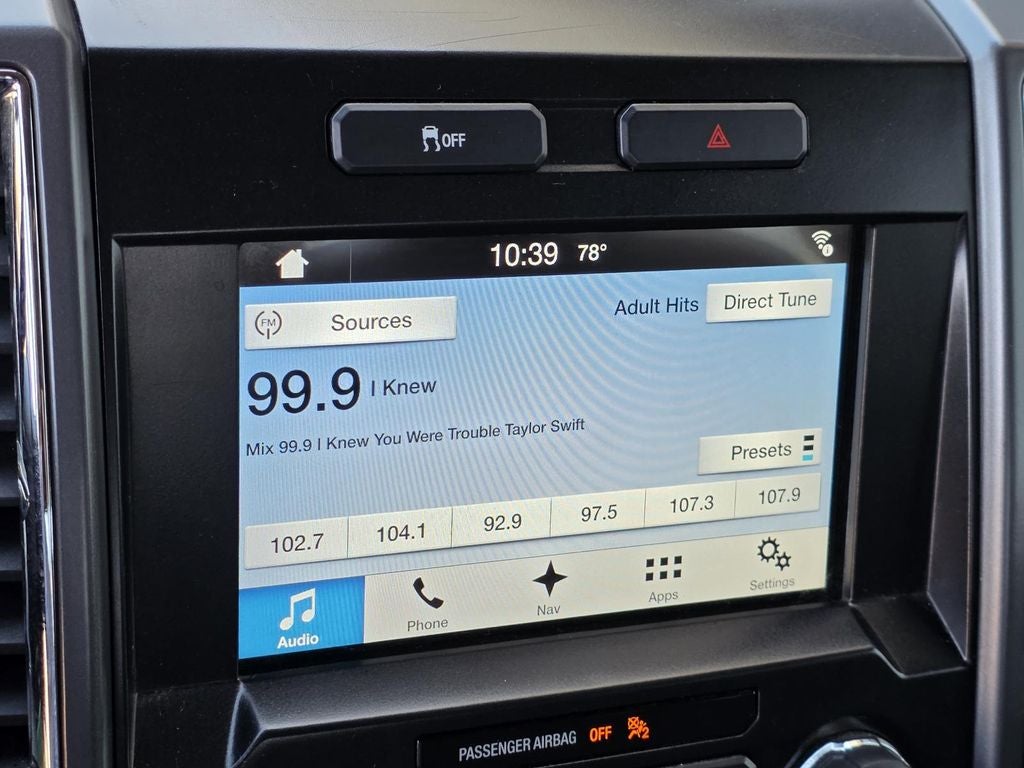 OFF
10:39 78°
FM Sources
Adult Hits Direct Tune
99.9 I Knew
Mix 99.9 I Knew You Were Trouble Taylor Swift
Presets
102.7 104.1 92.9 97.5 107.3 107.9
Audio Phone Nav Apps Settings
PASSENGER AIRBAG OFF 2